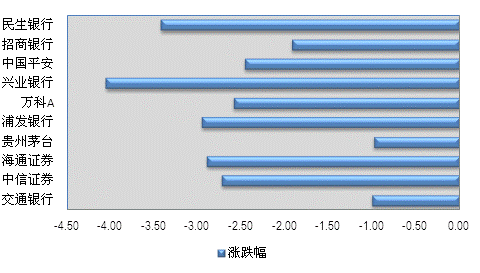 民生银行
招商银行
中国平安
兴业银行
万科A
浦发银行
贵州茅台
海通证券
中信证券
交通银行
-4.50 -4.00 -3.50 -3.00 -2.50 -2.00 -1.50 -1.00 -0.50 0.00
涨跌幅